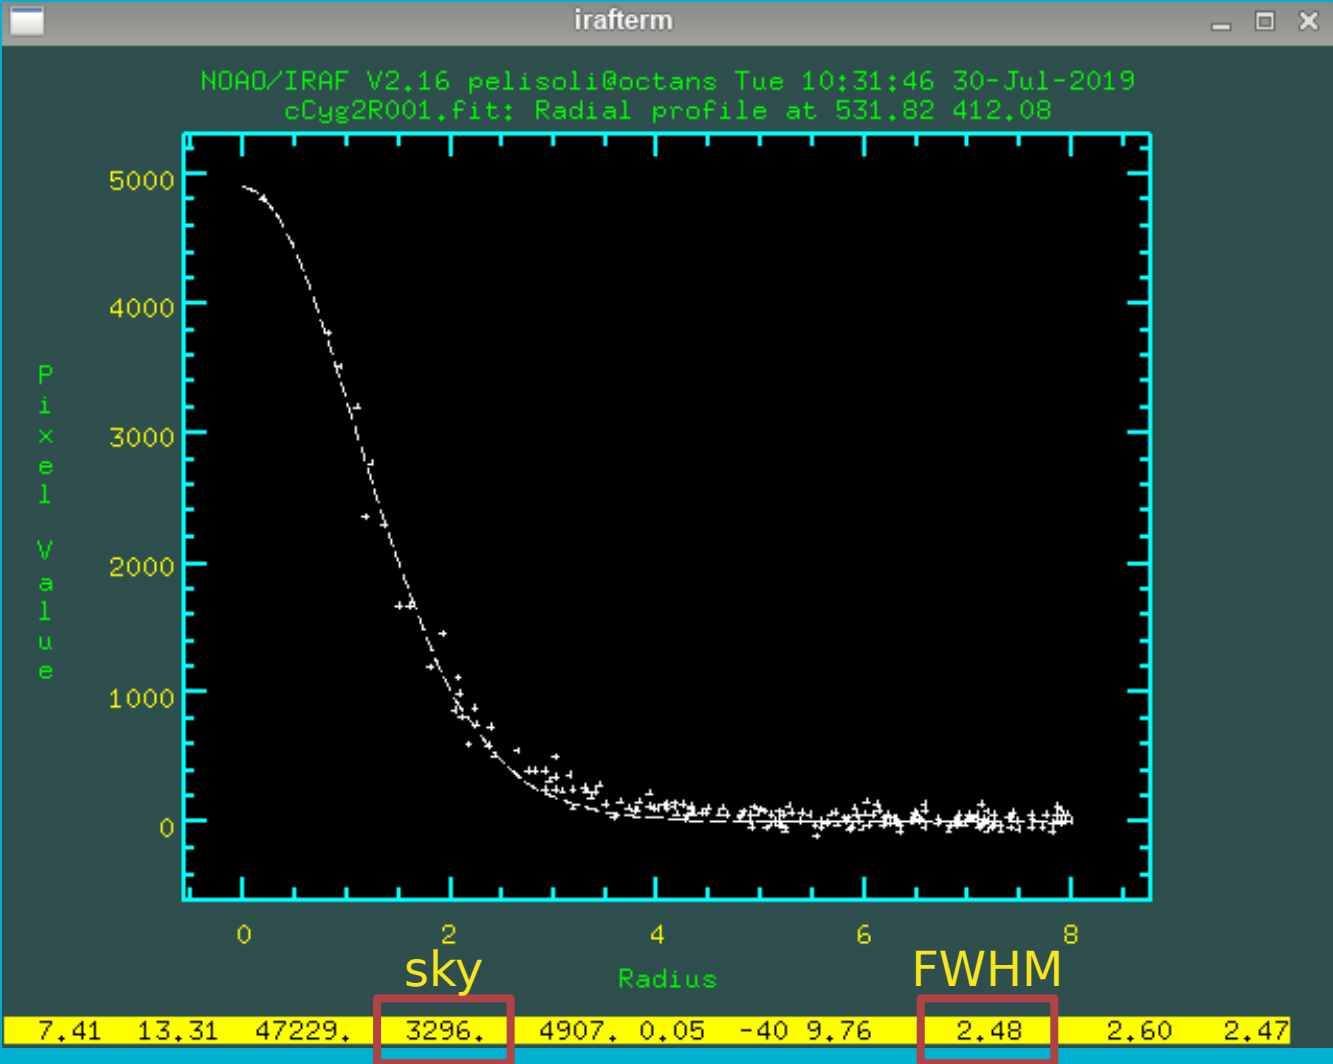 irafterm
NOAO/IRAF V2.16 pelisoli@octans Tue 10:31:46 30-Jul-2019
cCyg2R001.fit: Radial profile at 531.82 412.08
Pixel Value
5000
4000
3000
2000
1000
0
0 2 4 6 8
Radius
sky FWHM
7.41 13.31 47229. 3296. 4907. 0.05 -40 9.76 2.48 2.60 2.47